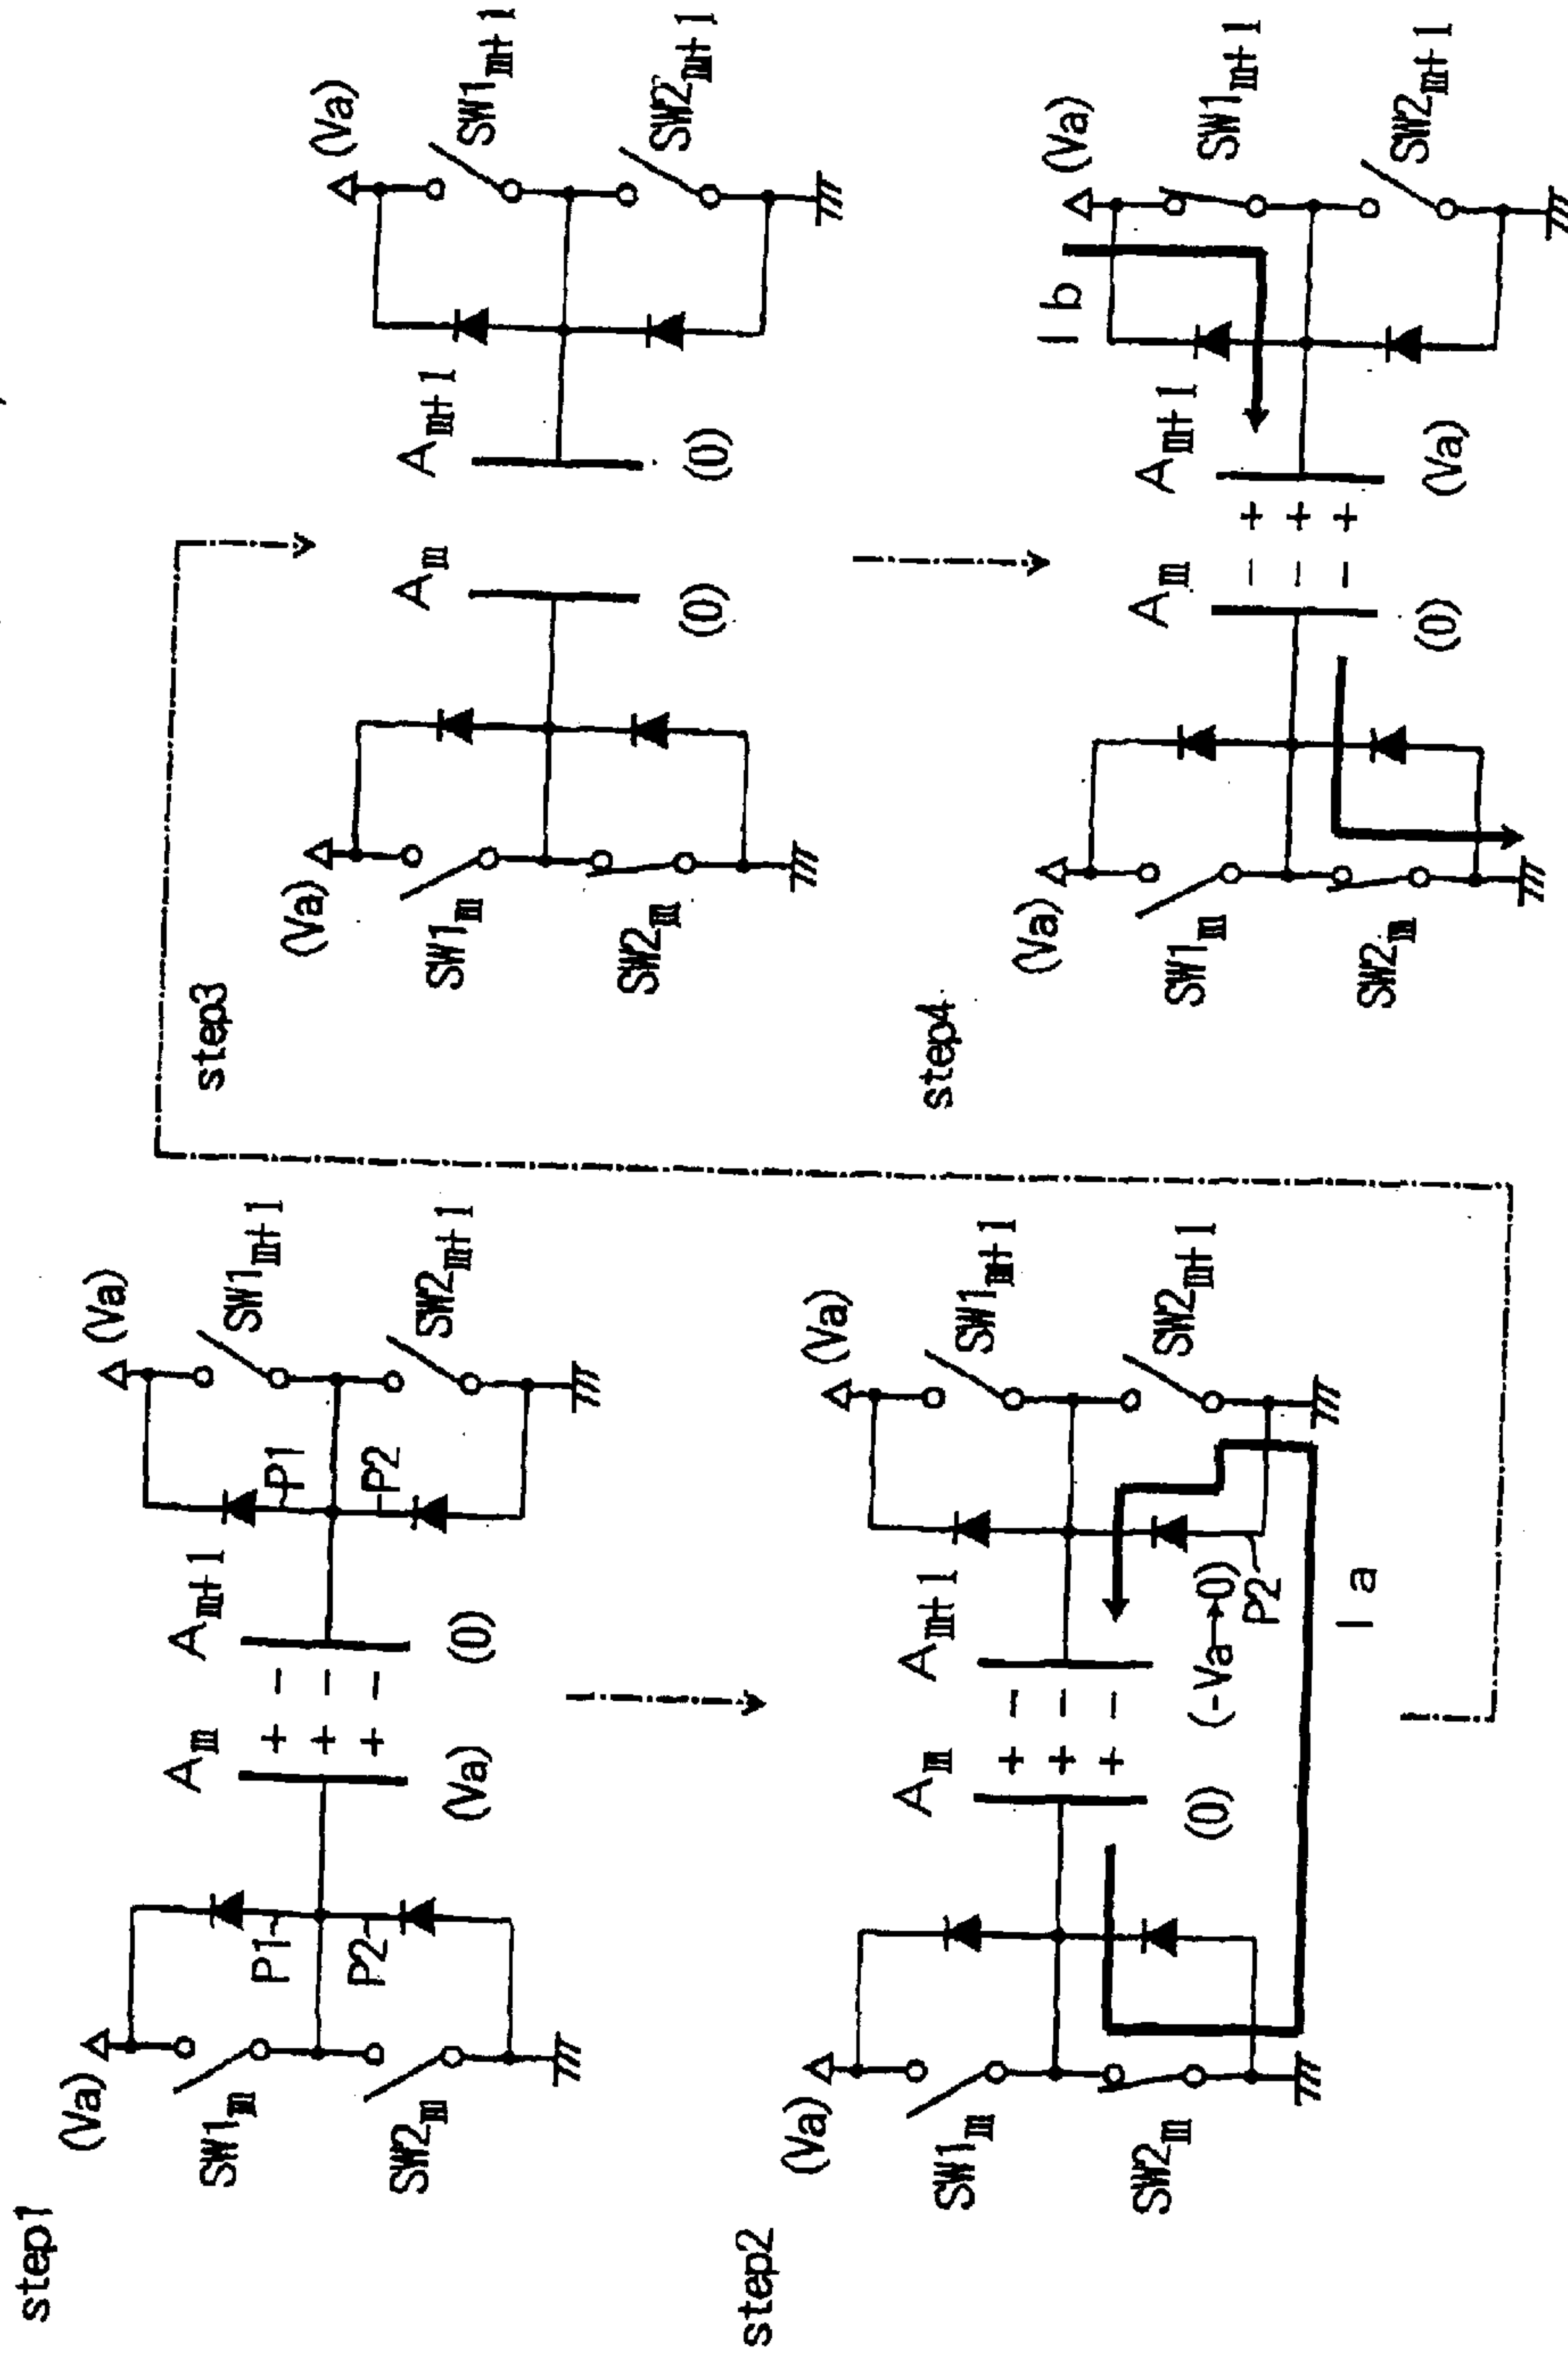 step1
(Va)
(Va)
SW1m
Am
Am+1
SW1m+1
P1
P1
P2
P2
SW2m
SW2m+1
(Va)
(0)
step2
(Va)
(Va)
SW1m
Am
Am+1
SW1m+1
SW2m
SW2m+1
(0)
(-Va→0)
P2
Ia
step3
(Va)
(Va)
SW1m
Am
Am+1
SW1m+1
SW2m
SW2m+1
(0)
(0)
step4
(Va)
(Va)
Ib
SW1m
Am
Am+1
SW1m+1
SW2m
SW2m+1
(0)
(Va)